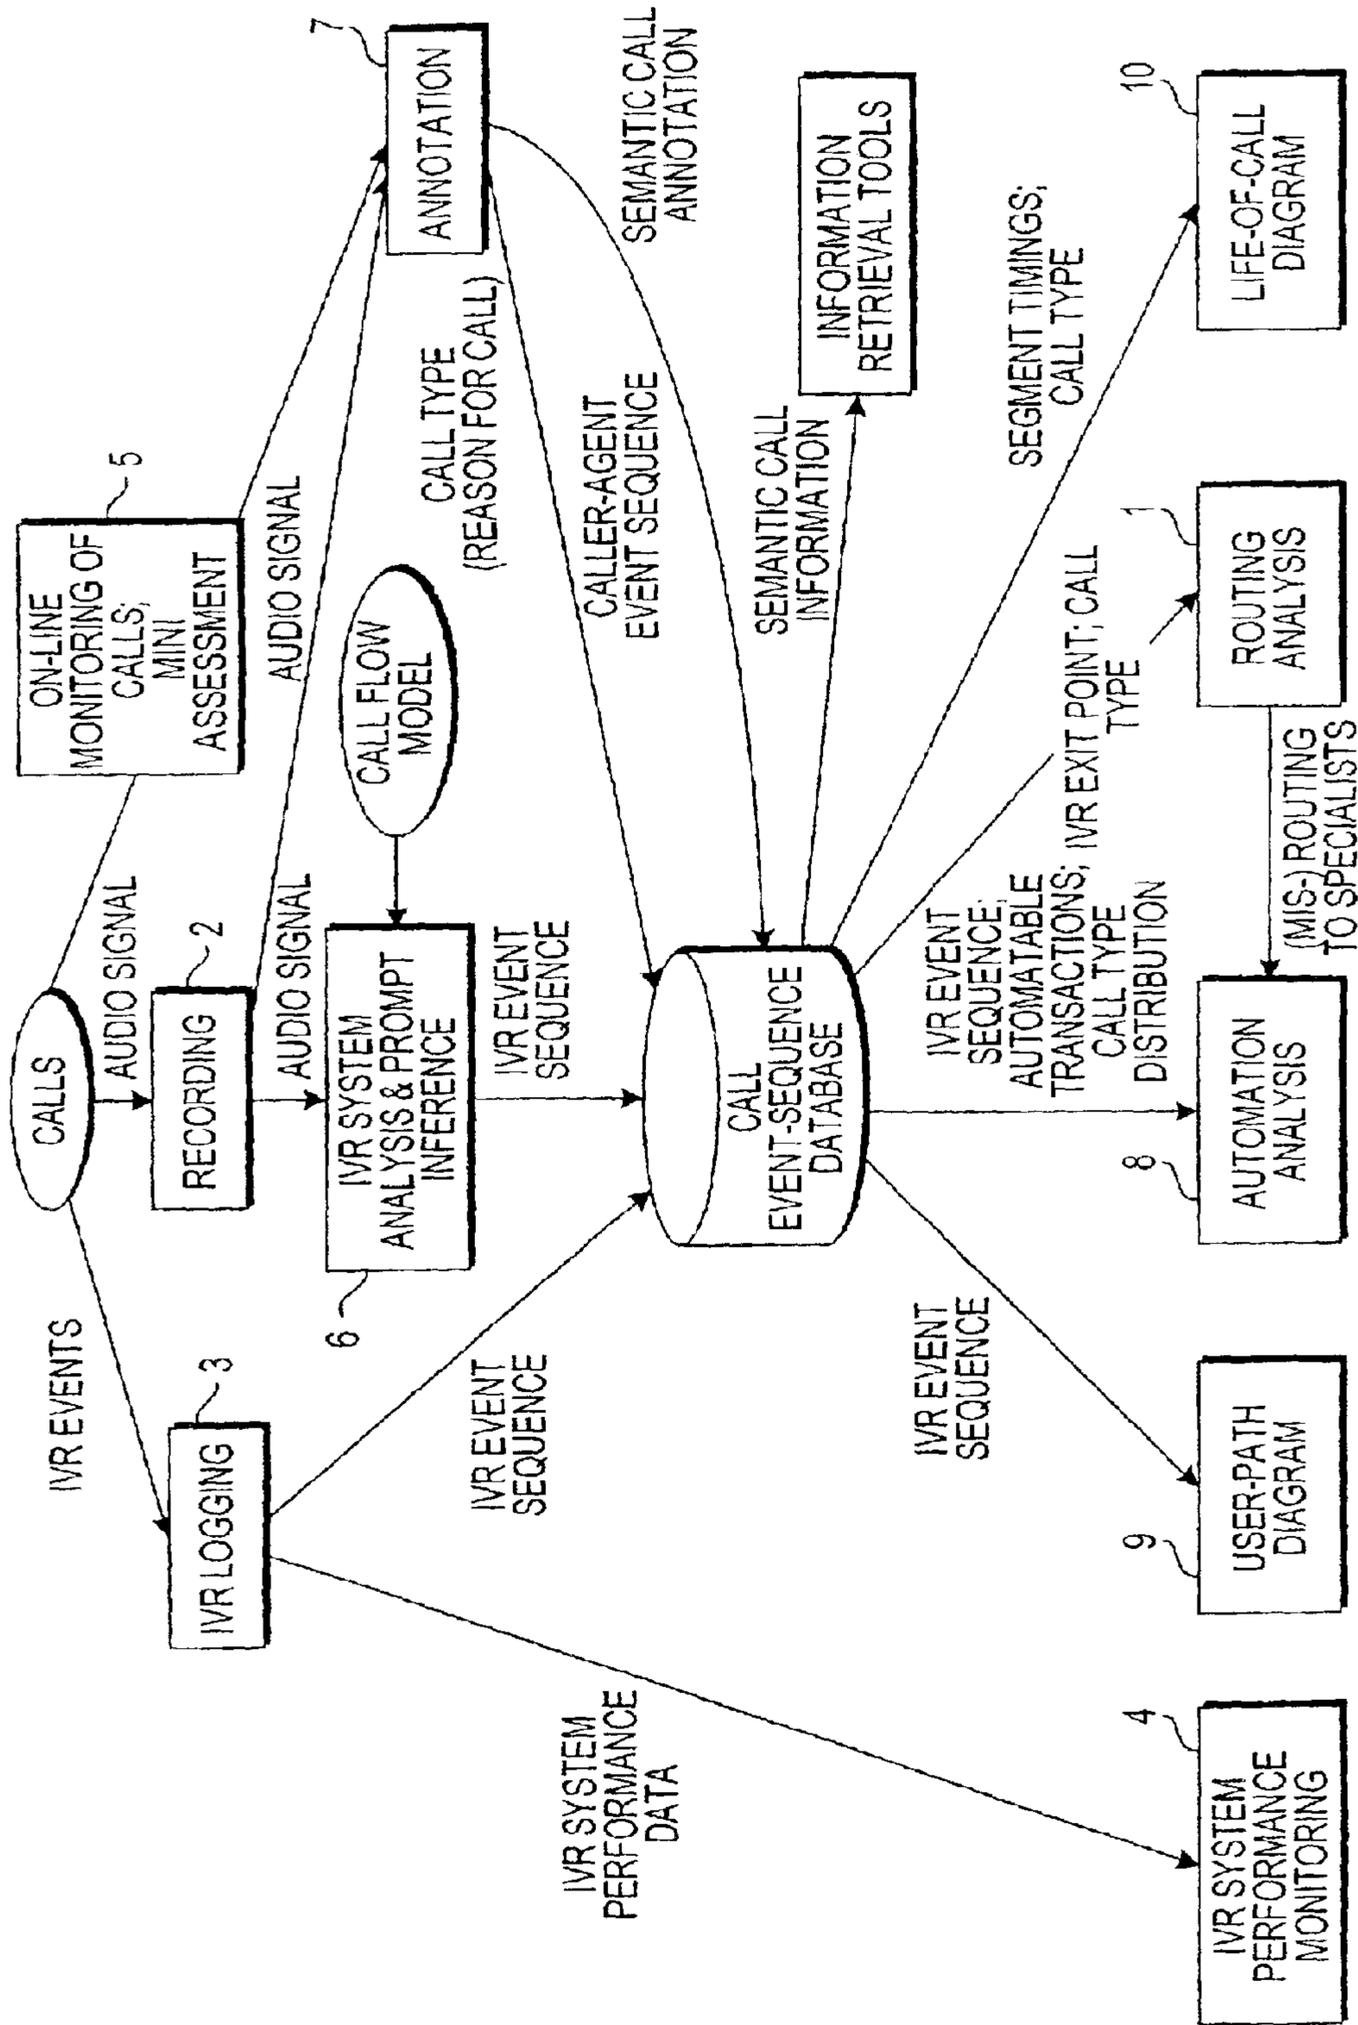 CALLS
ON-LINE
MONITORING OF
CALLS;
MINI
ASSESSMENT
5
IVR EVENTS
AUDIO SIGNAL
RECORDING
2
IVR LOGGING
3
AUDIO SIGNAL
AUDIO SIGNAL
IVR SYSTEM
ANALYSIS & PROMPT
INFERENCE
6
CALL FLOW
MODEL
ANNOTATION
7
CALL TYPE
(REASON FOR CALL)
IVR EVENT
SEQUENCE
IVR EVENT
SEQUENCE
CALLER-AGENT
EVENT SEQUENCE
SEMANTIC CALL
ANNOTATION
IVR SYSTEM
PERFORMANCE
DATA
CALL
EVENT-SEQUENCE
DATABASE
SEMANTIC CALL
INFORMATION
INFORMATION
RETRIEVAL TOOLS
IVR EVENT
SEQUENCE
IVR EVENT
SEQUENCE;
AUTOMATABLE
TRANSACTIONS;
CALL TYPE
DISTRIBUTION
IVR EXIT POINT; CALL
TYPE
SEGMENT TIMINGS;
CALL TYPE
IVR SYSTEM
PERFORMANCE
MONITORING
4
USER-PATH
DIAGRAM
9
AUTOMATION
ANALYSIS
8
(MIS-) ROUTING
TO SPECIALISTS
ROUTING
ANALYSIS
1
LIFE-OF-CALL
DIAGRAM
10